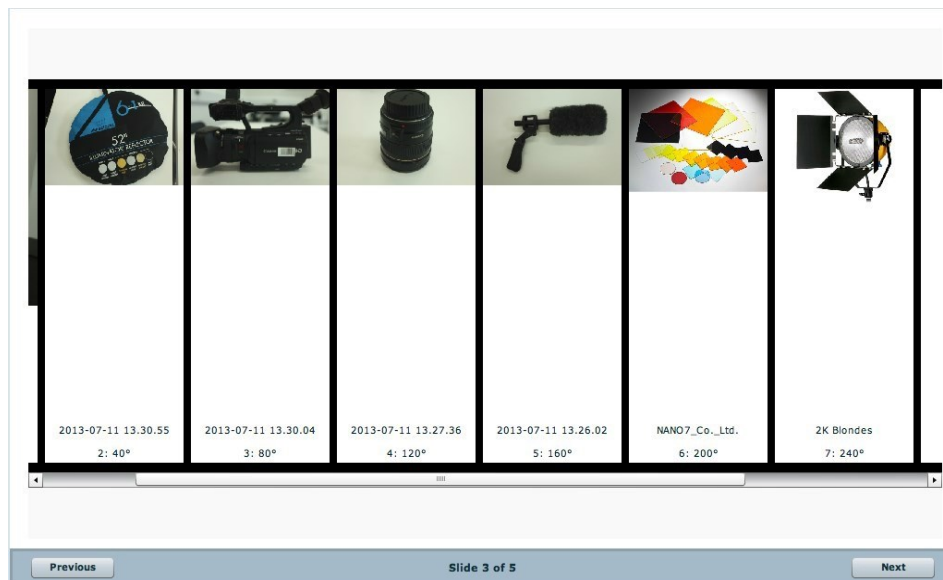 6-1
52"
2013-07-11 13.30.55
2: 40°
2013-07-11 13.30.04
3: 80°
2013-07-11 13.27.36
4: 120°
2013-07-11 13.26.02
5: 160°
NANO7_Co._Ltd.
6: 200°
2K Blondes
7: 240°
Previous
Slide 3 of 5
Next